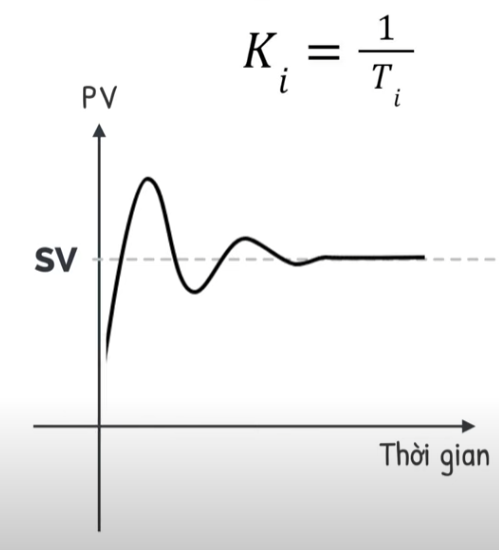 K_i = 1/T_i
PV
SV
Thời gian